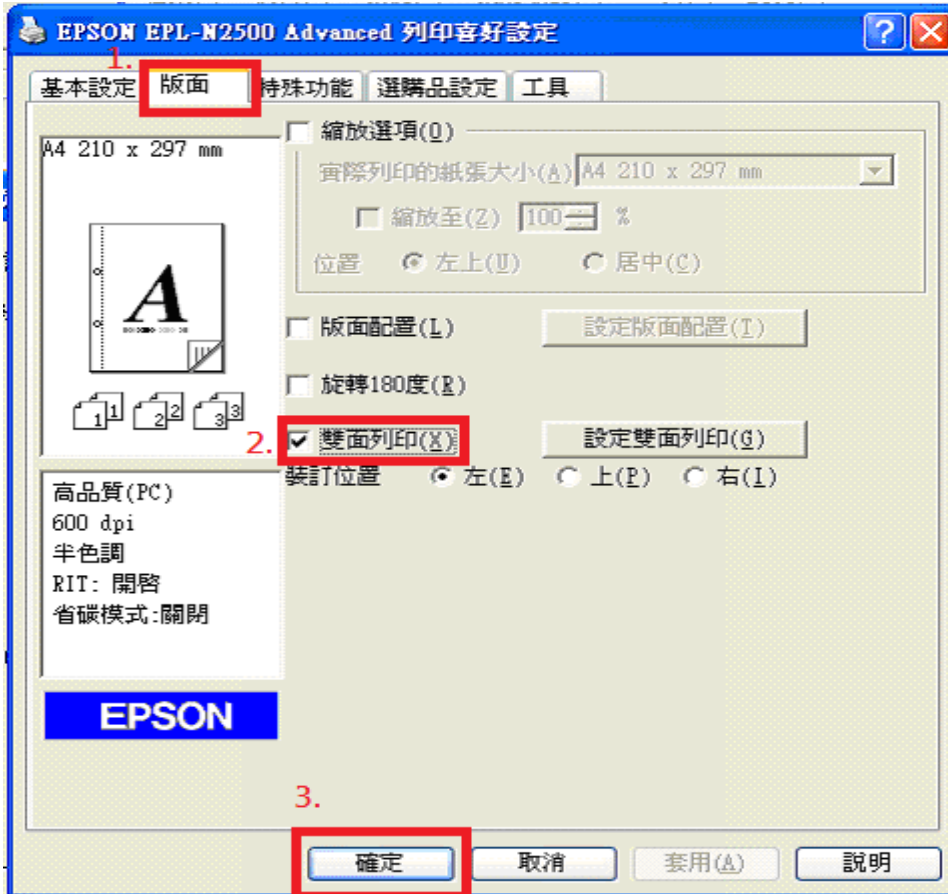 EPSON EPL-N2500 Advanced 列印喜好設定
1.
基本設定 版面 特殊功能 選購品設定 工具
A4 210 x 297 mm
A
1 1 2 2 3 3
高品質(PC)
600 dpi
半色調
RIT: 開啓
省碳模式:關閉
EPSON
縮放選項(O)
實際列印的紙張大小(A) A4 210 x 297 mm
縮放至(Z) 100 %
位置 左上(U) 居中(C)
版面配置(L) 設定版面配置(T)
旋轉180度(R)
2. 雙面列印(X) 設定雙面列印(G)
裝訂位置 左(E) 上(P) 右(I)
3.
確定 取消 套用(A) 說明